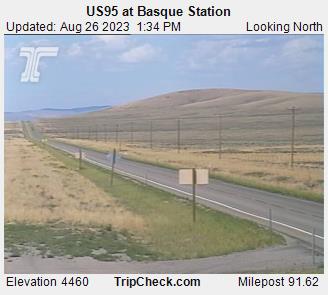 US95 at Basque Station
Updated: Aug 26 2023 1:34 PM Looking North
Elevation 4460 TripCheck.com Milepost 91.62